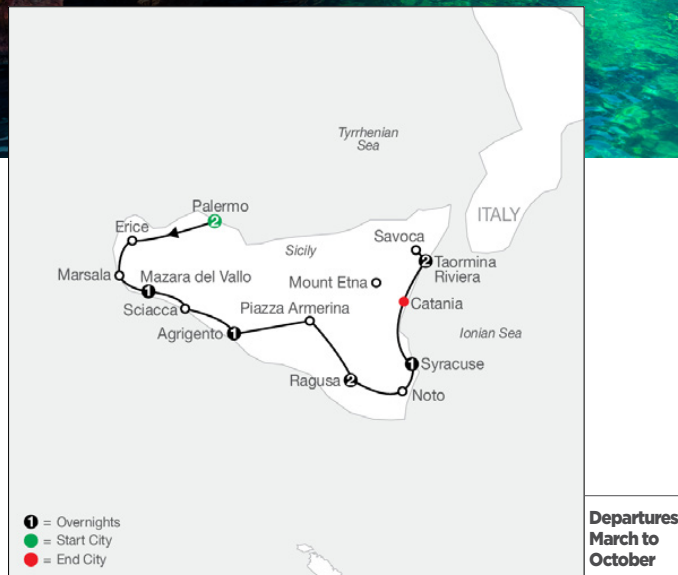 Tyrrhenian
Sea
ITALY
Palermo
2
Erice
Sicily
Savoca
2
Taormina
Riviera
Marsala
Mazara del Vallo
1
Mount Etna
Catania
Sciacca
Piazza Armerina
Agrigento
1
Ionian Sea
1
Syracuse
Ragusa
2
Noto
1 = Overnights
= Start City
= End City
Departures
March to
October